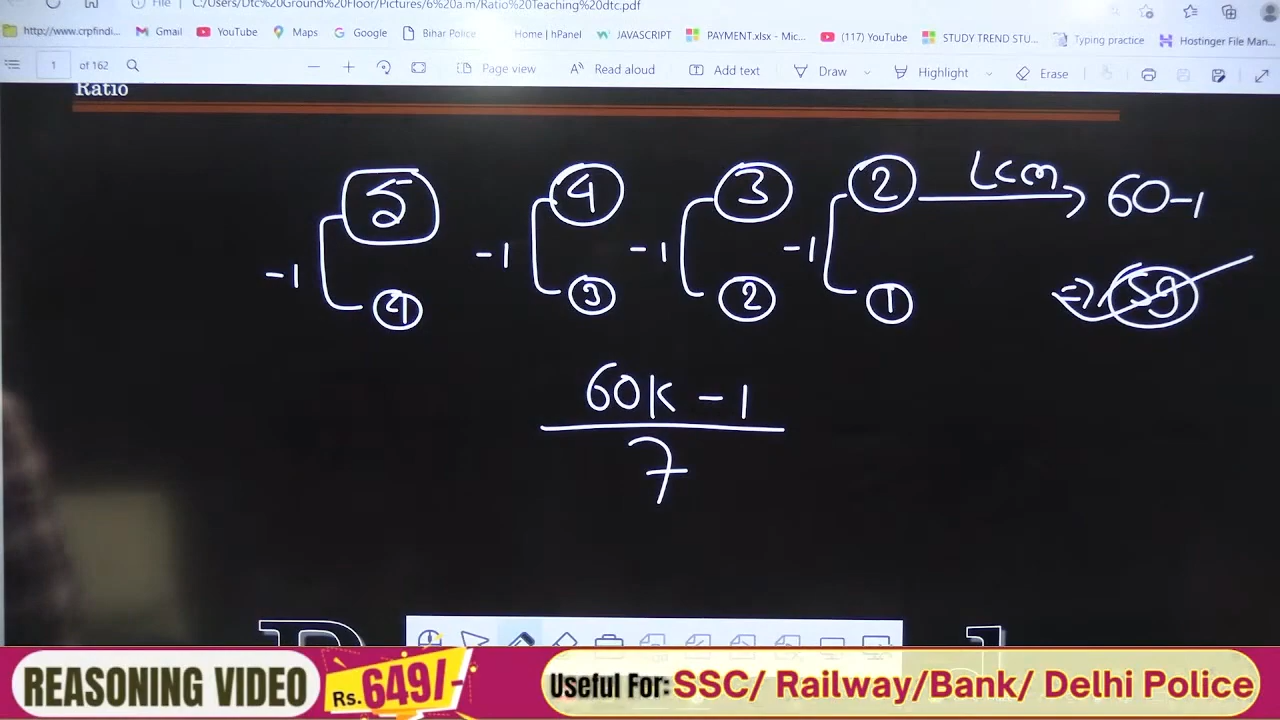 File | C:/Users/Dtc%20Ground%20Floor/Pictures/6%20a.m/Ratio%20Teaching%20dtc.pdf
http://www.crpfindi... Gmail YouTube Maps Google Bihar Police Home | hPanel JAVASCRIPT PAYMENT.xlsx - Mic... (117) YouTube STUDY TREND STU... Typing practice Hostinger File Man...
1 of 162 Page view Read aloud Add text Draw Highlight Erase
Ratio
5 4 3 2 LCM 60-1
-1 -1 -1 -1
4 3 2 1 => 59
60K - 1
7
REASONING VIDEO Rs. 649/- Useful For: SSC/ Railway/Bank/ Delhi Police